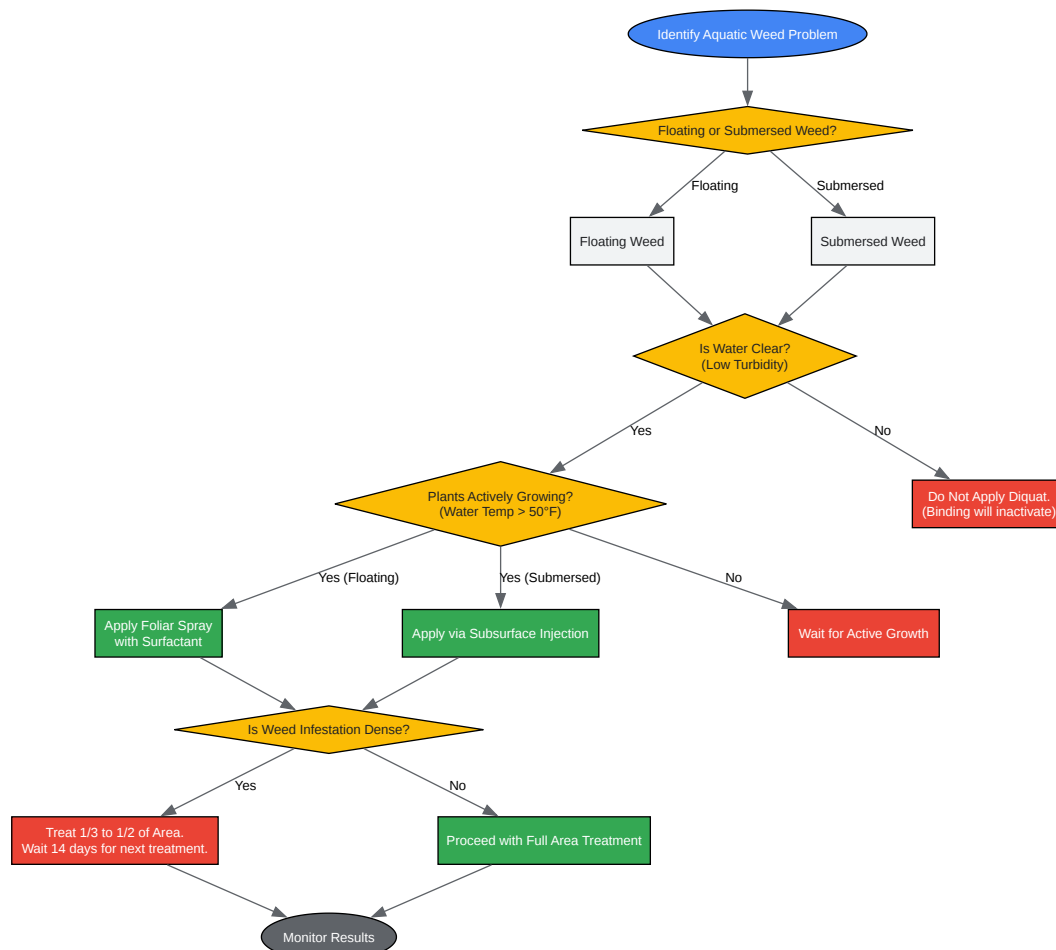 Identify Aquatic Weed Problem
Floating or Submersed Weed?
Floating
Submersed
Floating Weed
Submersed Weed
Is Water Clear?
(Low Turbidity)
Yes
No
Plants Actively Growing?
(Water Temp > 50°F)
Do Not Apply Diquat.
(Binding will inactivate)
Yes (Floating)
Yes (Submersed)
No
Apply Foliar Spray
with Surfactant
Apply via Subsurface Injection
Wait for Active Growth
Is Weed Infestation Dense?
Yes
No
Treat 1/3 to 1/2 of Area.
Wait 14 days for next treatment.
Proceed with Full Area Treatment
Monitor Results